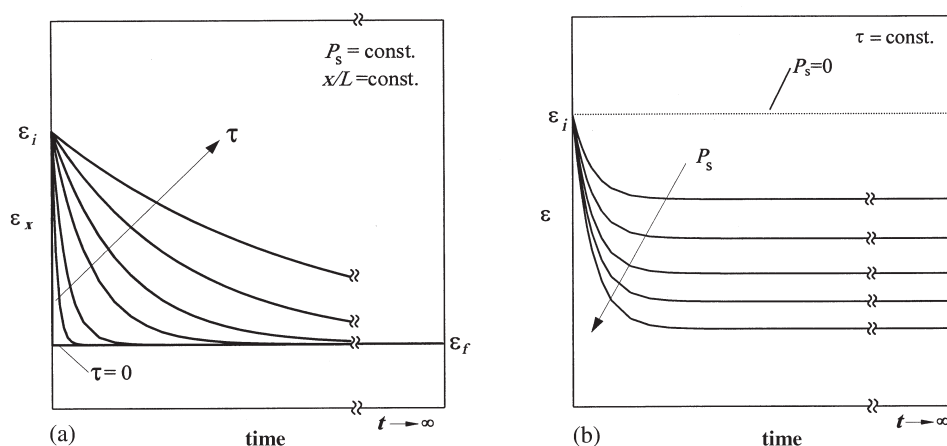 P_s = const.
x/L=const.
ε_i
τ
ε_x
ε_f
τ = 0
t → ∞
(a)
time
τ = const.
P_s=0
ε_i
P_s
ε
t → ∞
(b)
time